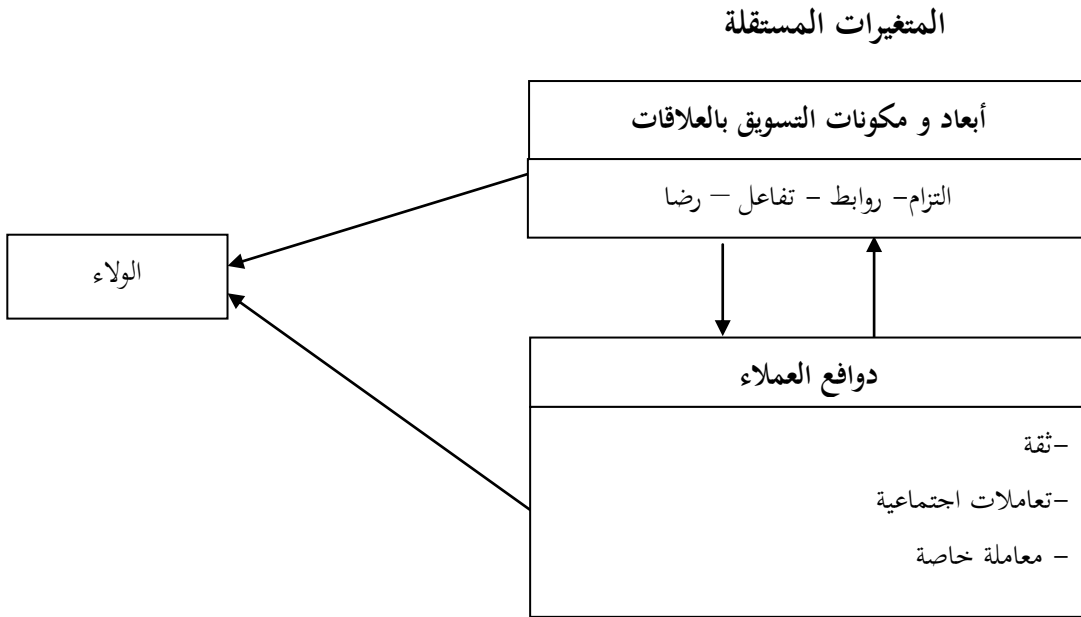 المتغيرات المستقلة
أبعاد و مكونات التسويق بالعلاقات
التزام– روابط – تفاعل – رضا
الولاء
دوافع العملاء
–ثقة
–تعاملات اجتماعية
– معاملة خاصة